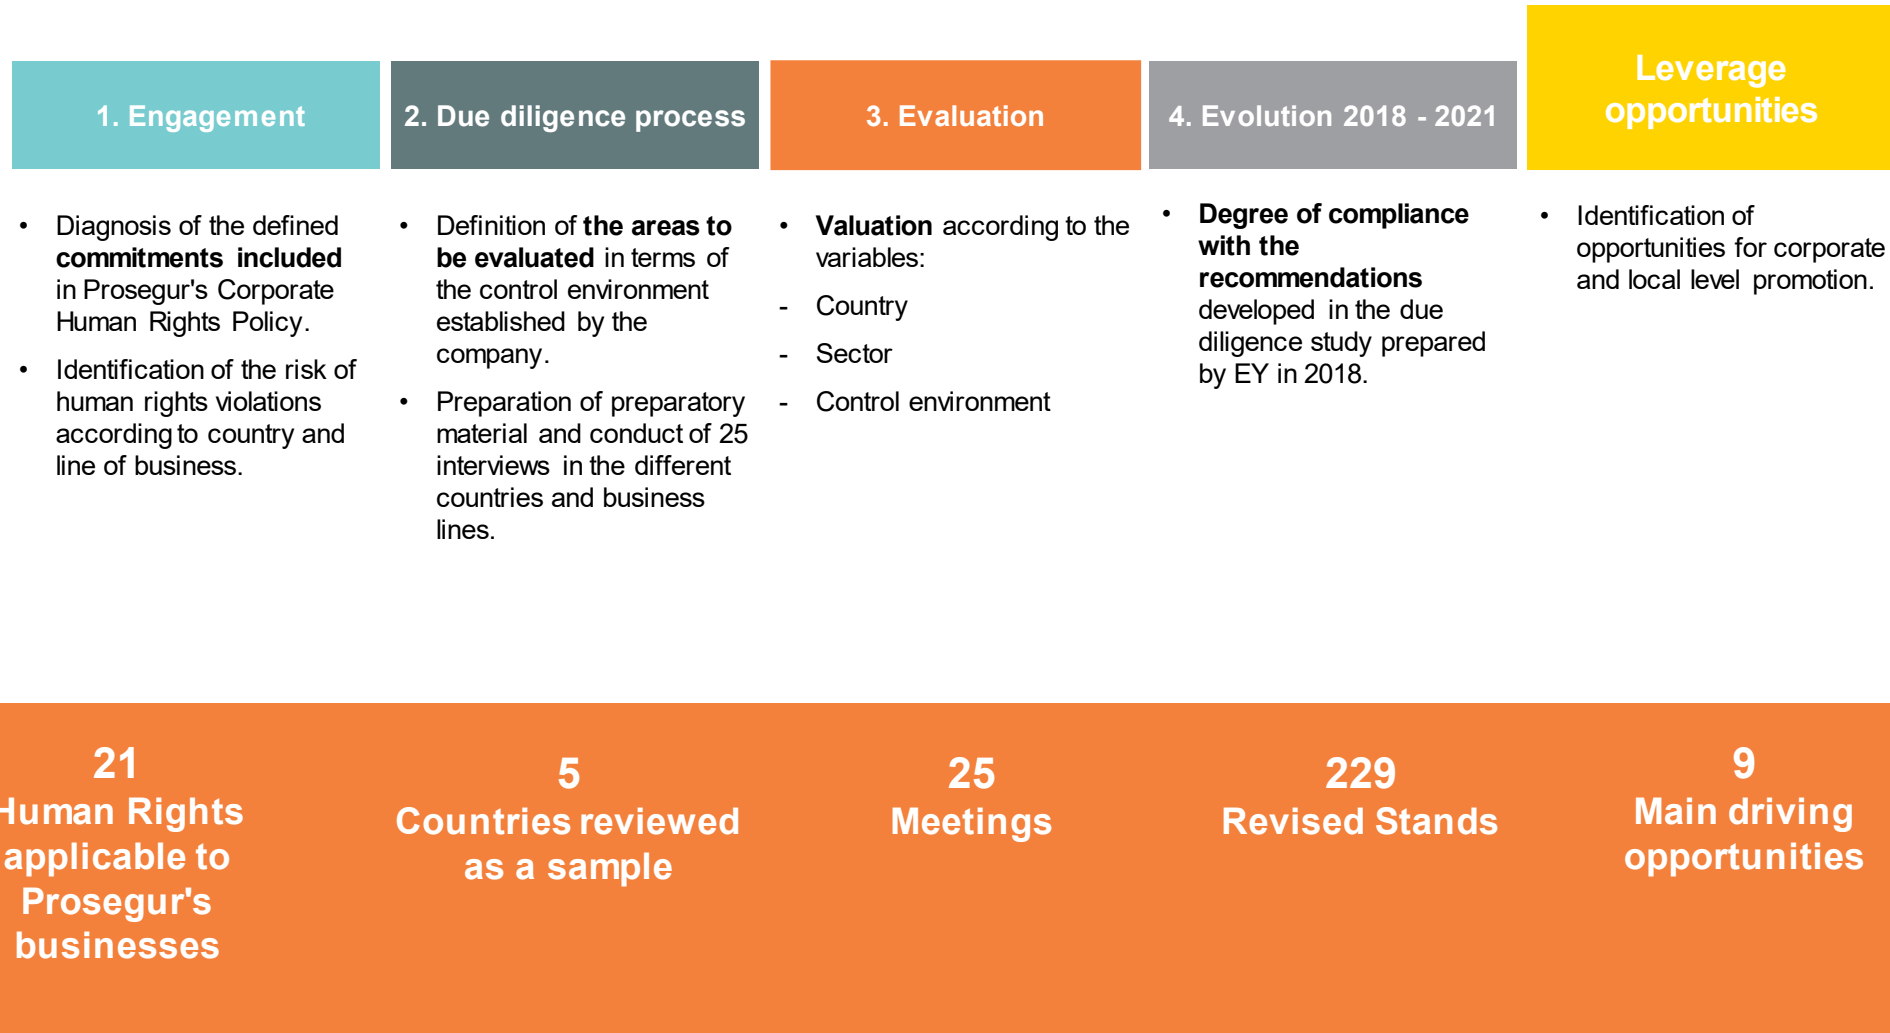 1. Engagement
• Diagnosis of the defined
commitments included
in Prosegur's Corporate
Human Rights Policy.
• Identification of the risk of
human rights violations
according to country and
line of business.
2. Due diligence process
• Definition of the areas to
be evaluated in terms of
the control environment
established by the
company.
• Preparation of preparatory
material and conduct of 25
interviews in the different
countries and business
lines.
3. Evaluation
• Valuation according to the
variables:
- Country
- Sector
- Control environment
4. Evolution 2018 - 2021
• Degree of compliance
with the
recommendations
developed in the due
diligence study prepared
by EY in 2018.
Leverage
opportunities
• Identification of
opportunities for corporate
and local level promotion.
21
Human Rights
applicable to
Prosegur's
businesses
5
Countries reviewed
as a sample
25
Meetings
229
Revised Stands
9
Main driving
opportunities